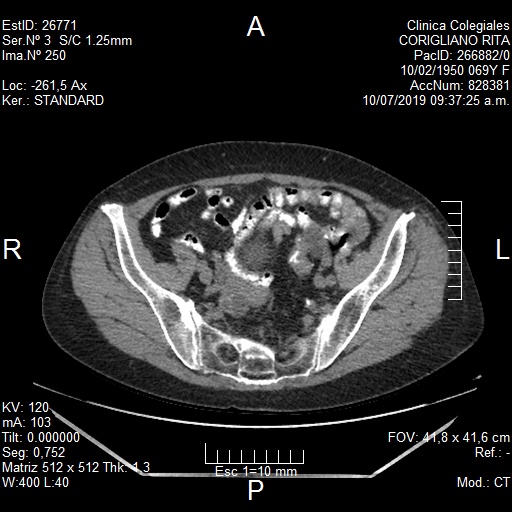 EstID: 26771
Ser.Nº 3 S/C 1.25mm
Ima.Nº 250
Loc: -261,5 Ax
Ker.: STANDARD
A
Clinica Colegiales
CORIGLIANO RITA
PacID: 266882/0
10/02/1950 069Y F
AccNum: 828381
10/07/2019 09:37:25 a.m.
R
L
KV: 120
mA: 103
Tilt: 0.000000
Seg: 0,752
Matriz 512 x 512 Thk: 1.3
W:400 L:40
Esc 1=10 mm
P
FOV: 41,8 x 41,6 cm
Ref.: -
Mod.: CT